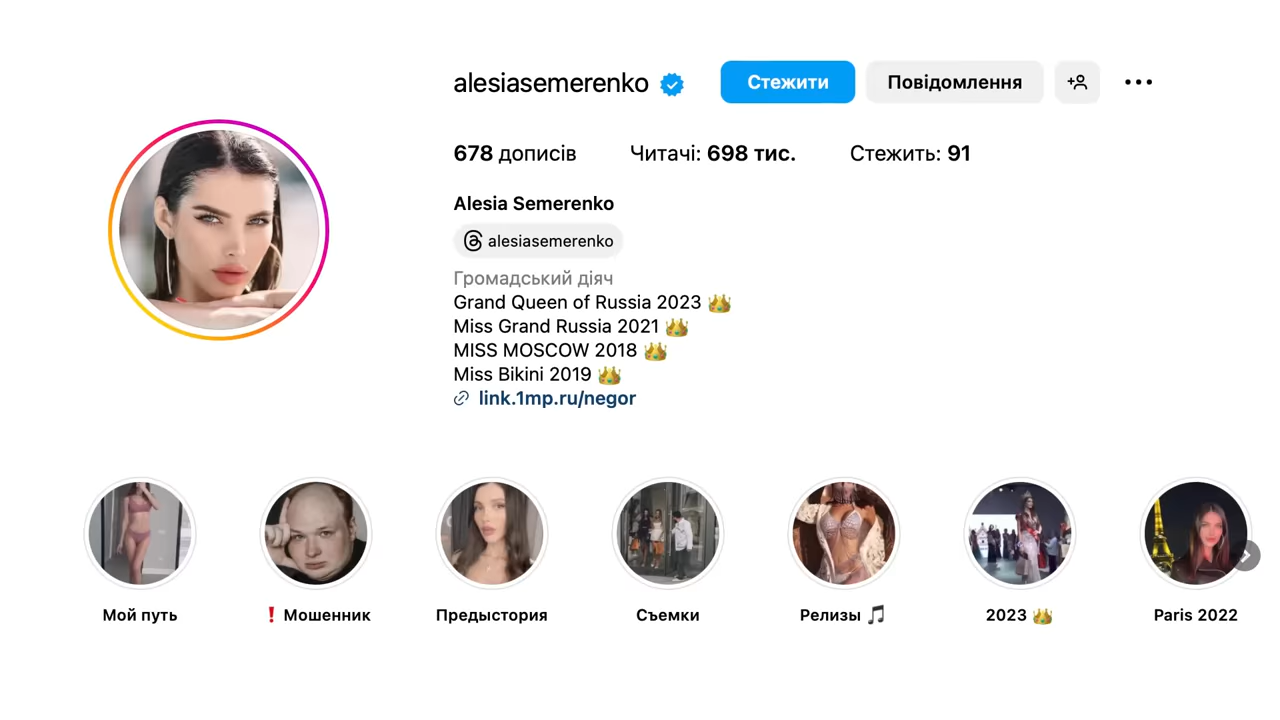 alesiasemerenko
Стежити
Повідомлення
678 дописів
Читачі: 698 тис.
Стежить: 91
Alesia Semerenko
alesiasemerenko
Громадський діяч
Grand Queen of Russia 2023 👑
Miss Grand Russia 2021 👑
MISS MOSCOW 2018 👑
Miss Bikini 2019 👑
link.1mp.ru/negor
Мой путь
❗Мошенник
Предыстория
Съемки
Релизы 🎵
2023 👑
Paris 2022